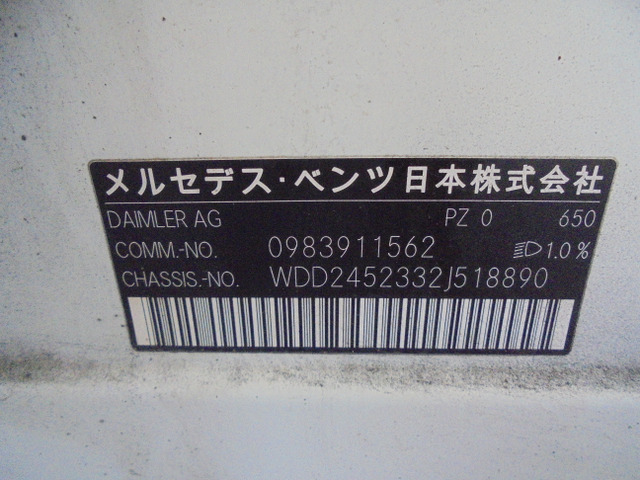 メルセデス・ベンツ日本株式会社
DAIMLER AG PZ 0 650
COMM.-NO. 0983911562 1.0%
CHASSIS.-NO. WDD2452332J518890